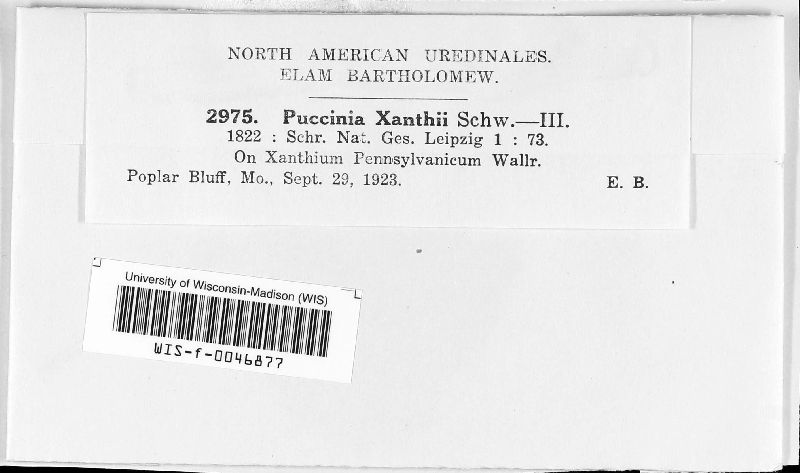 NORTH AMERICAN UREDINALES.
ELAM BARTHOLOMEW.
2975. Puccinia Xanthii Schw.—III.
1822 : Schr. Nat. Ges. Leipzig 1 : 73.
On Xanthium Pennsylvanicum Wallr.
Poplar Bluff, Mo., Sept. 29, 1923. E. B.
University of Wisconsin-Madison (WIS)
WIS-f-0046877